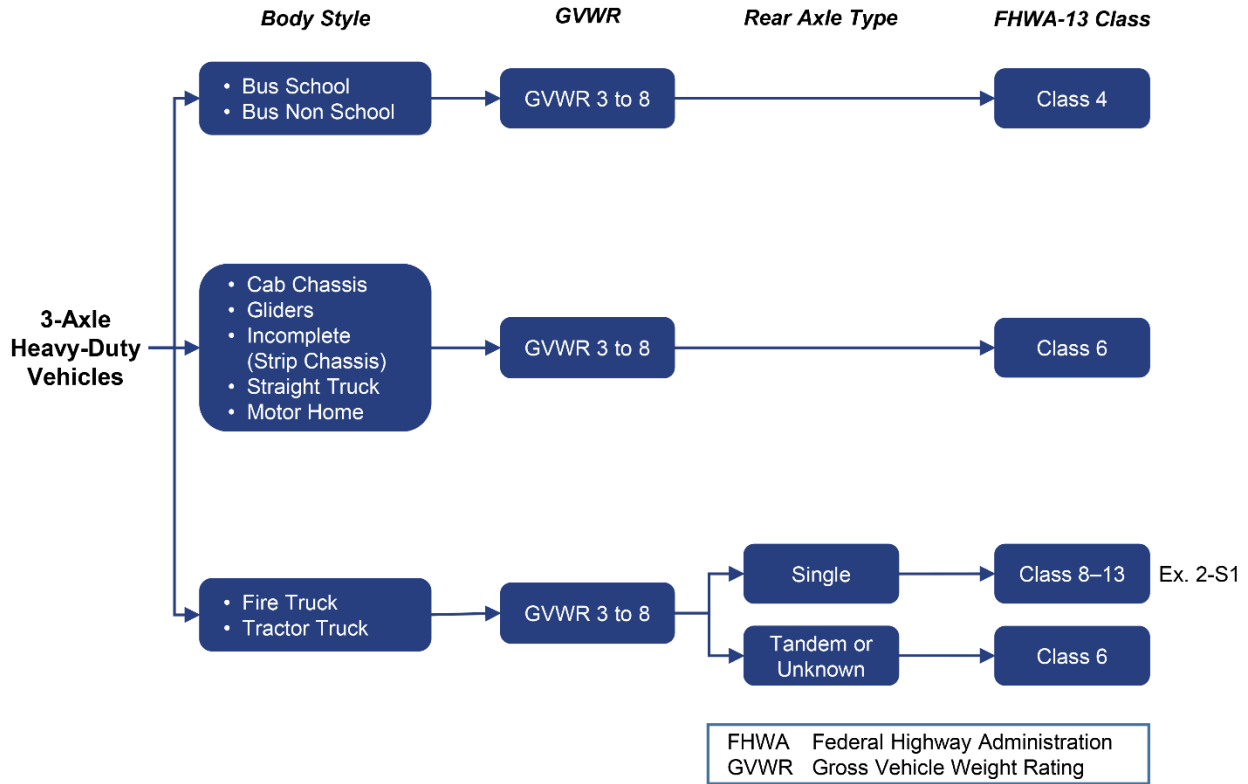 Body Style
GVWR
Rear Axle Type
FHWA-13 Class
3-Axle
Heavy-Duty
Vehicles
• Bus School
• Bus Non School
GVWR 3 to 8
Class 4
• Cab Chassis
• Gliders
• Incomplete
(Strip Chassis)
• Straight Truck
• Motor Home
GVWR 3 to 8
Class 6
• Fire Truck
• Tractor Truck
GVWR 3 to 8
Single
Class 8–13
Ex. 2-S1
Tandem or
Unknown
Class 6
FHWA Federal Highway Administration
GVWR Gross Vehicle Weight Rating